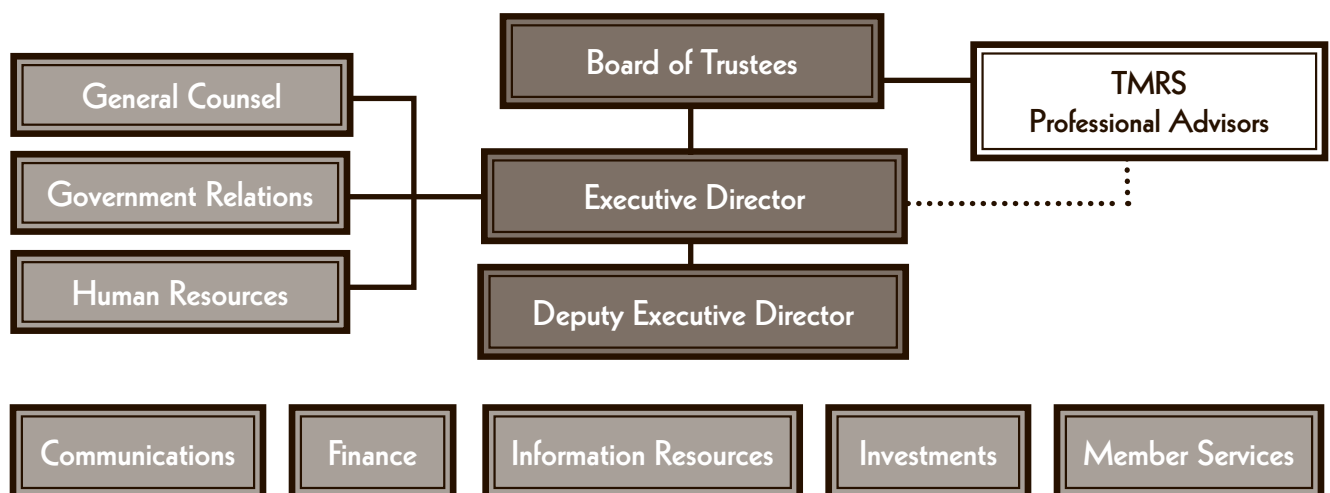 Board of Trustees
TMRS
Professional Advisors
General Counsel
Government Relations
Executive Director
Human Resources
Deputy Executive Director
Communications
Finance
Information Resources
Investments
Member Services